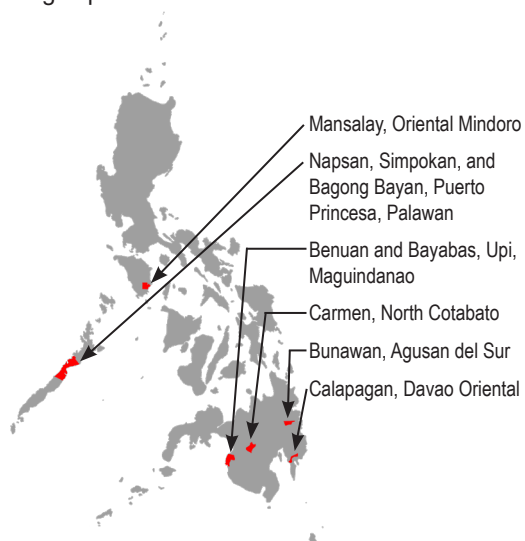 Mansalay, Oriental Mindoro
Napsan, Simpokan, and
Bagong Bayan, Puerto
Princesa, Palawan
Benuan and Bayabas, Upi,
Maguindanao
Carmen, North Cotabato
Bunawan, Agusan del Sur
Calapagan, Davao Oriental